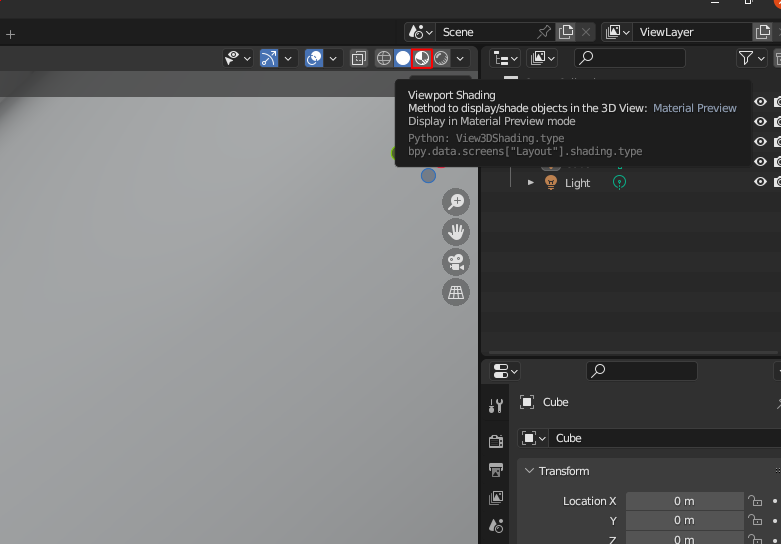 Scene
ViewLayer
Viewport Shading
Method to display/shade objects in the 3D View: Material Preview
Display in Material Preview mode
Python: View3DShading.type
bpy.data.screens["Layout"].shading.type
Light
Cube
Cube
Transform
Location X 0 m
Y 0 m
Z 0 m